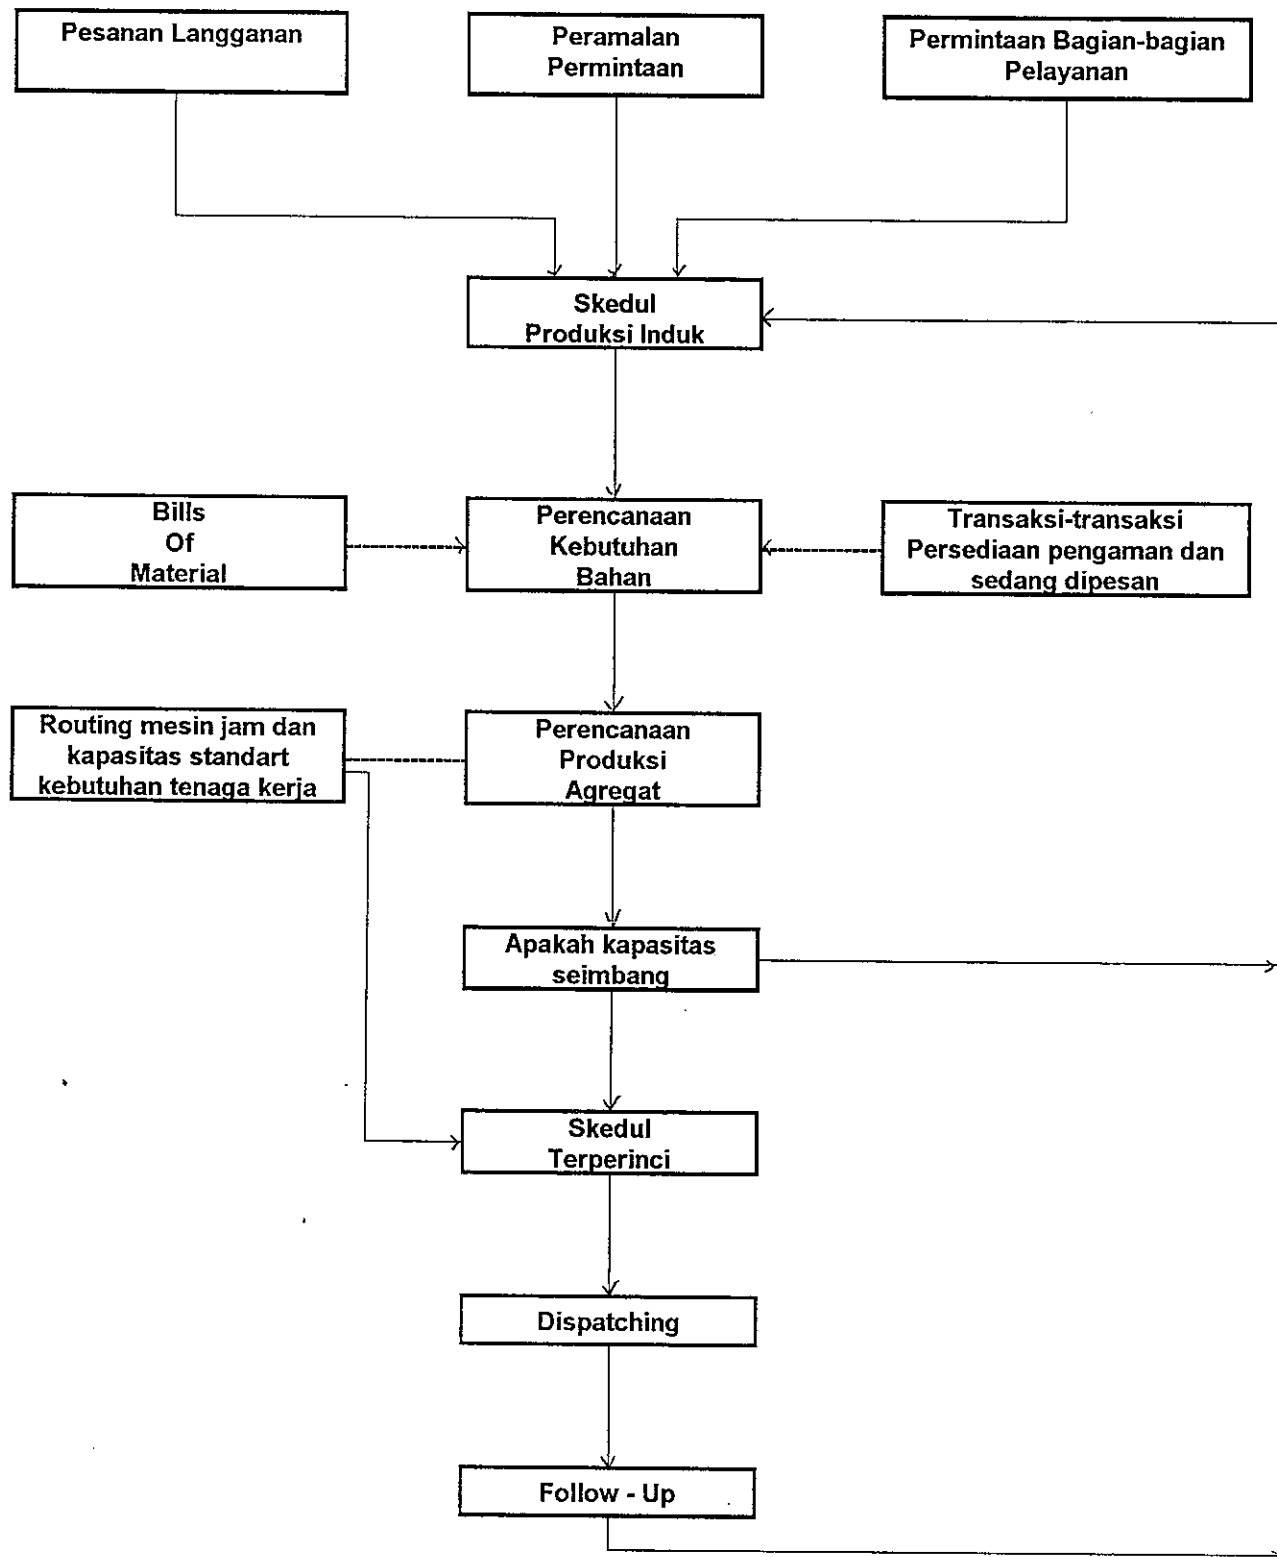 Pesanan Langganan
Peramalan
Permintaan
Permintaan Bagian-bagian
Pelayanan
Skedul
Produksi Induk
Bills
Of
Material
Perencanaan
Kebutuhan
Bahan
Transaksi-transaksi
Persediaan pengaman dan
sedang dipesan
Routing mesin jam dan
kapasitas standart
kebutuhan tenaga kerja
Perencanaan
Produksi
Agregat
Apakah kapasitas
seimbang
Skedul
Terperinci
Dispatching
Follow - Up